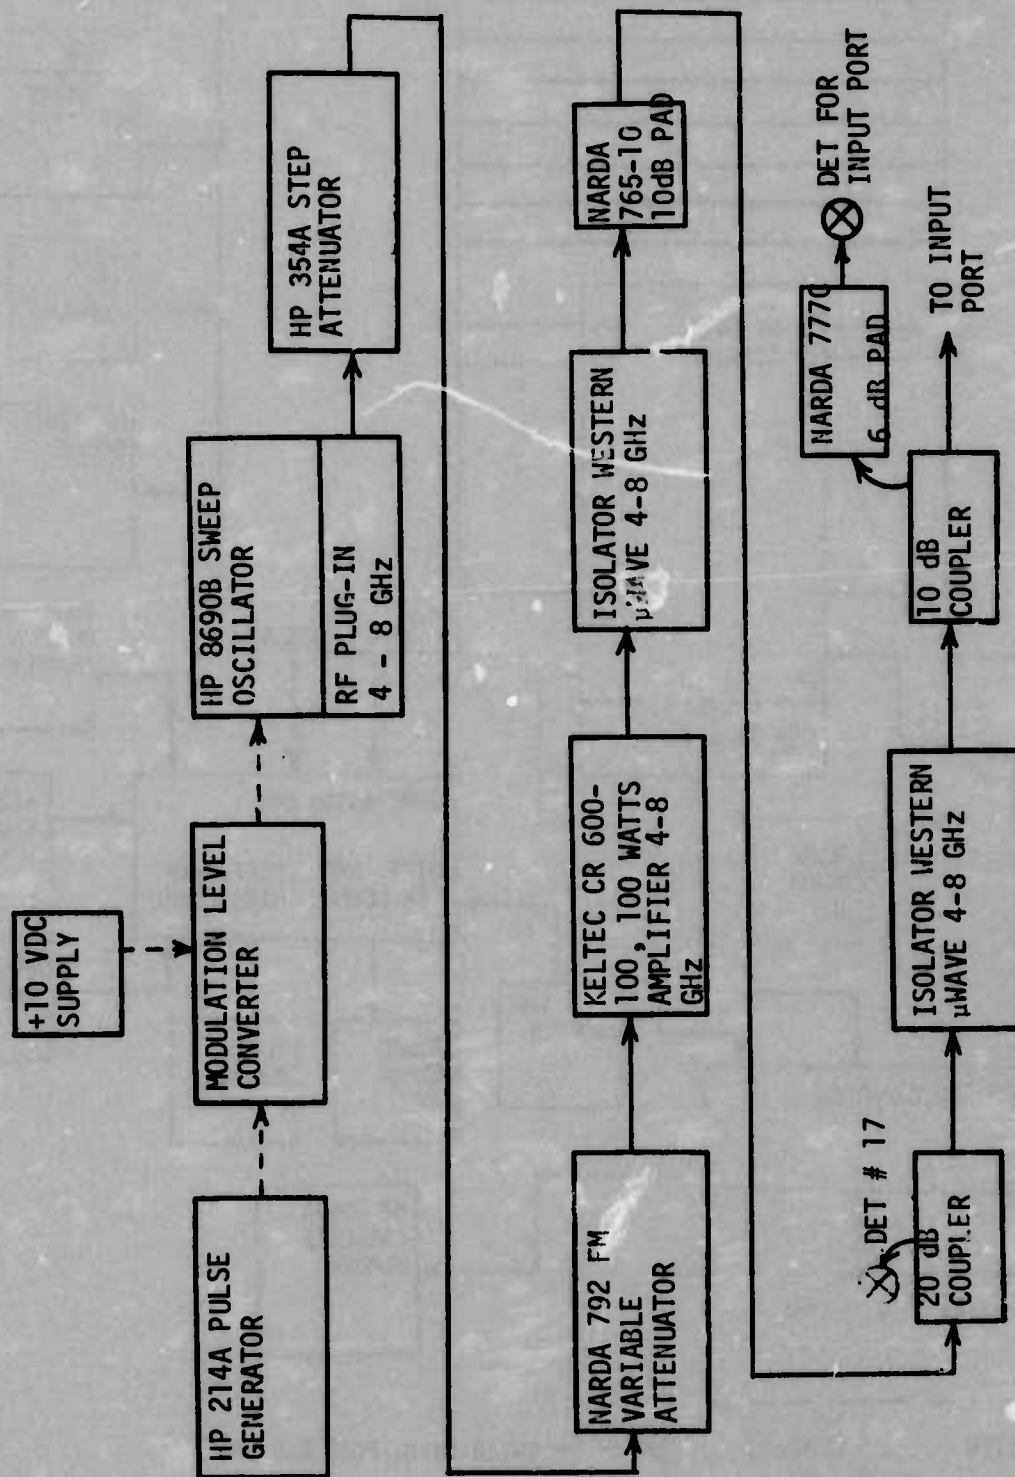 +10 VDC
SUPPLY
HP 214A PULSE
GENERATOR
MODULATION LEVEL
CONVERTER
HP 8690B SWEEP
OSCILLATOR
RF PLUG-IN
4 - 8 GHz
HP 354A STEP
ATTENUATOR
NARDA 792 FM
VARIABLE
ATTENUATOR
KELTEC CR 600-
100, 100 WATTS
AMPLIFIER 4-8
GHz
ISOLATOR WESTERN
µWAVE 4-8 GHz
NARDA
765-10
10dB PAD
DET # 17
20 dB
COUPLER
ISOLATOR WESTERN
µWAVE 4-8 GHz
10 dB
COUPLER
NARDA 777C
6 dB PAD
DET FOR
INPUT PORT
TO INPUT
PORT